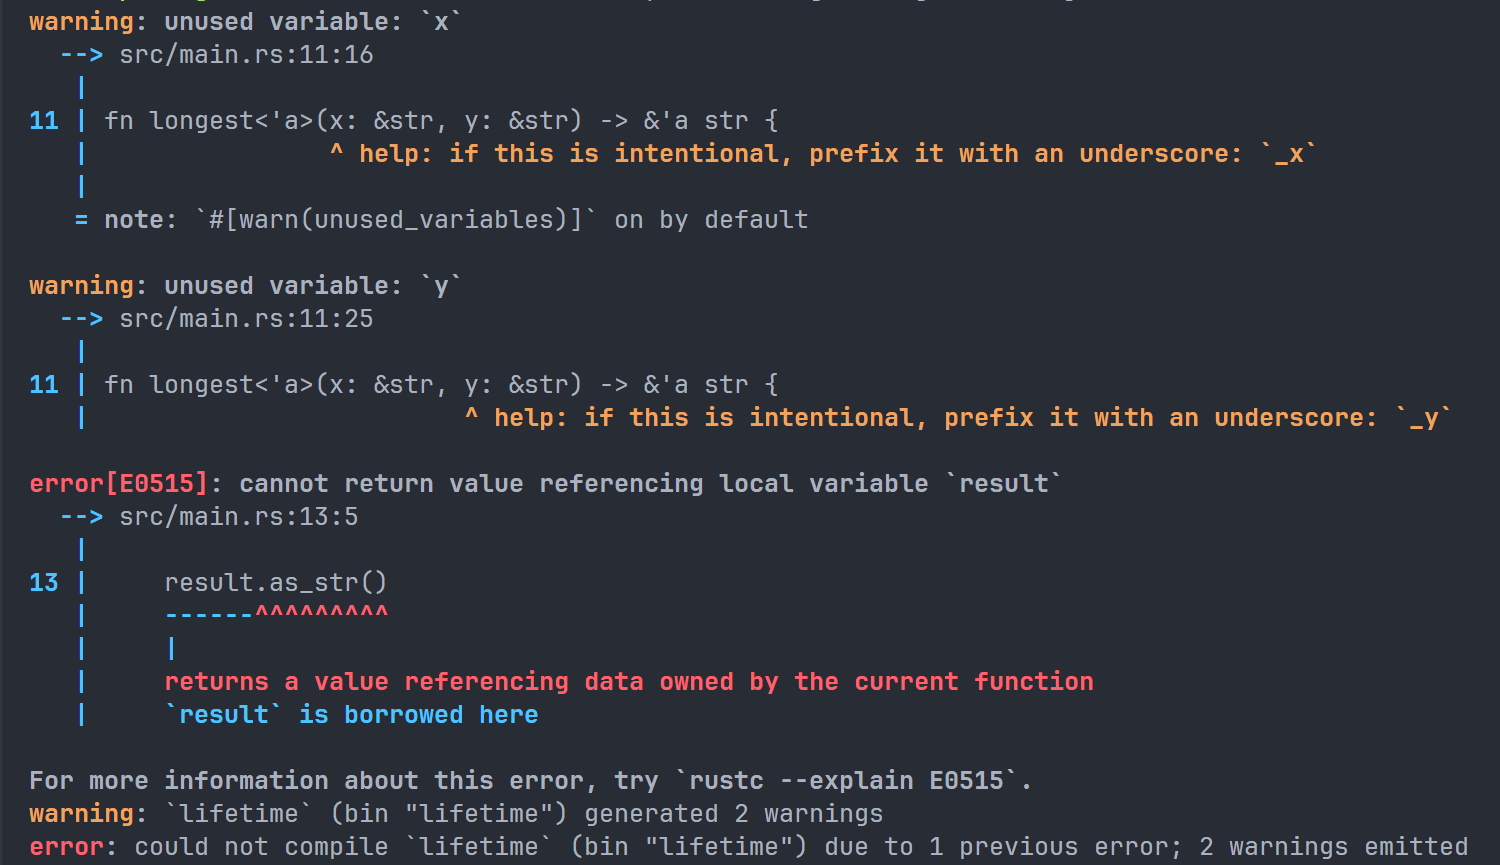 warning: unused variable: `x`
  --> src/main.rs:11:16
   |
11 | fn longest<'a>(x: &str, y: &str) -> &'a str {
   |                ^ help: if this is intentional, prefix it with an underscore: `_x`
   |
   = note: `#[warn(unused_variables)]` on by default

warning: unused variable: `y`
  --> src/main.rs:11:25
   |
11 | fn longest<'a>(x: &str, y: &str) -> &'a str {
   |                         ^ help: if this is intentional, prefix it with an underscore: `_y`

error[E0515]: cannot return value referencing local variable `result`
  --> src/main.rs:13:5
   |
13 |     result.as_str()
   |     ------^^^^^^^^^
   |     |
   |     returns a value referencing data owned by the current function
   |     `result` is borrowed here

For more information about this error, try `rustc --explain E0515`.
warning: `lifetime` (bin "lifetime") generated 2 warnings
error: could not compile `lifetime` (bin "lifetime") due to 1 previous error; 2 warnings emitted